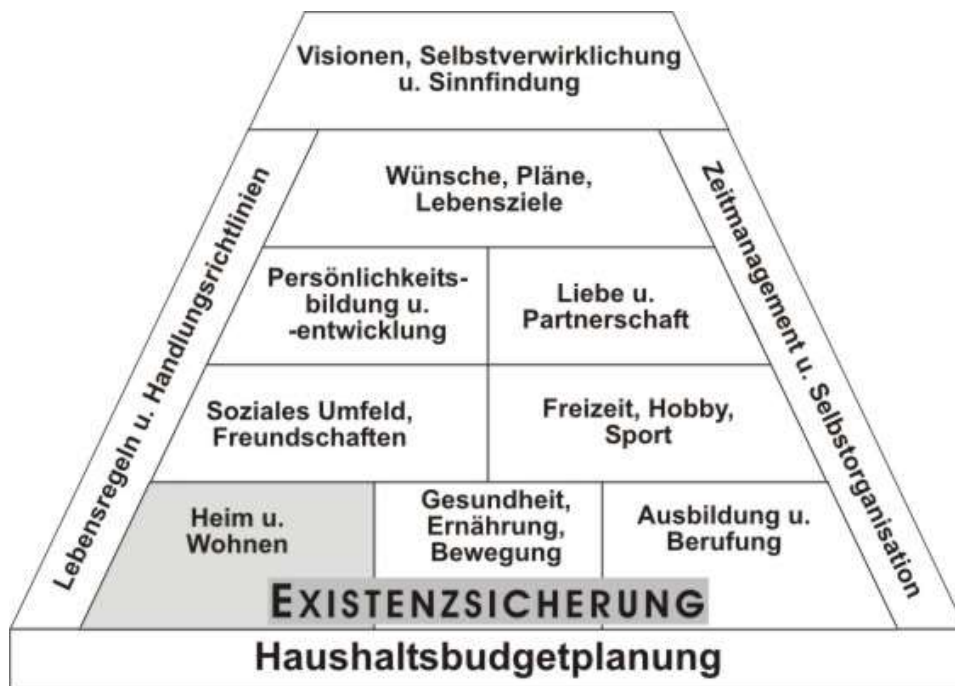 Visionen, Selbstverwirklichung
u. Sinnfindung
Lebensregeln u. Handlungsrichtlinien
Wünsche, Pläne,
Lebensziele
Zeitmanagement u. Selbstorganisation
Persönlichkeits-
bildung u.
-entwicklung
Liebe u.
Partnerschaft
Soziales Umfeld,
Freundschaften
Freizeit, Hobby,
Sport
Heim u.
Wohnen
Gesundheit,
Ernährung,
Bewegung
Ausbildung u.
Berufung
EXISTENZSICHERUNG
Haushaltsbudgetplanung